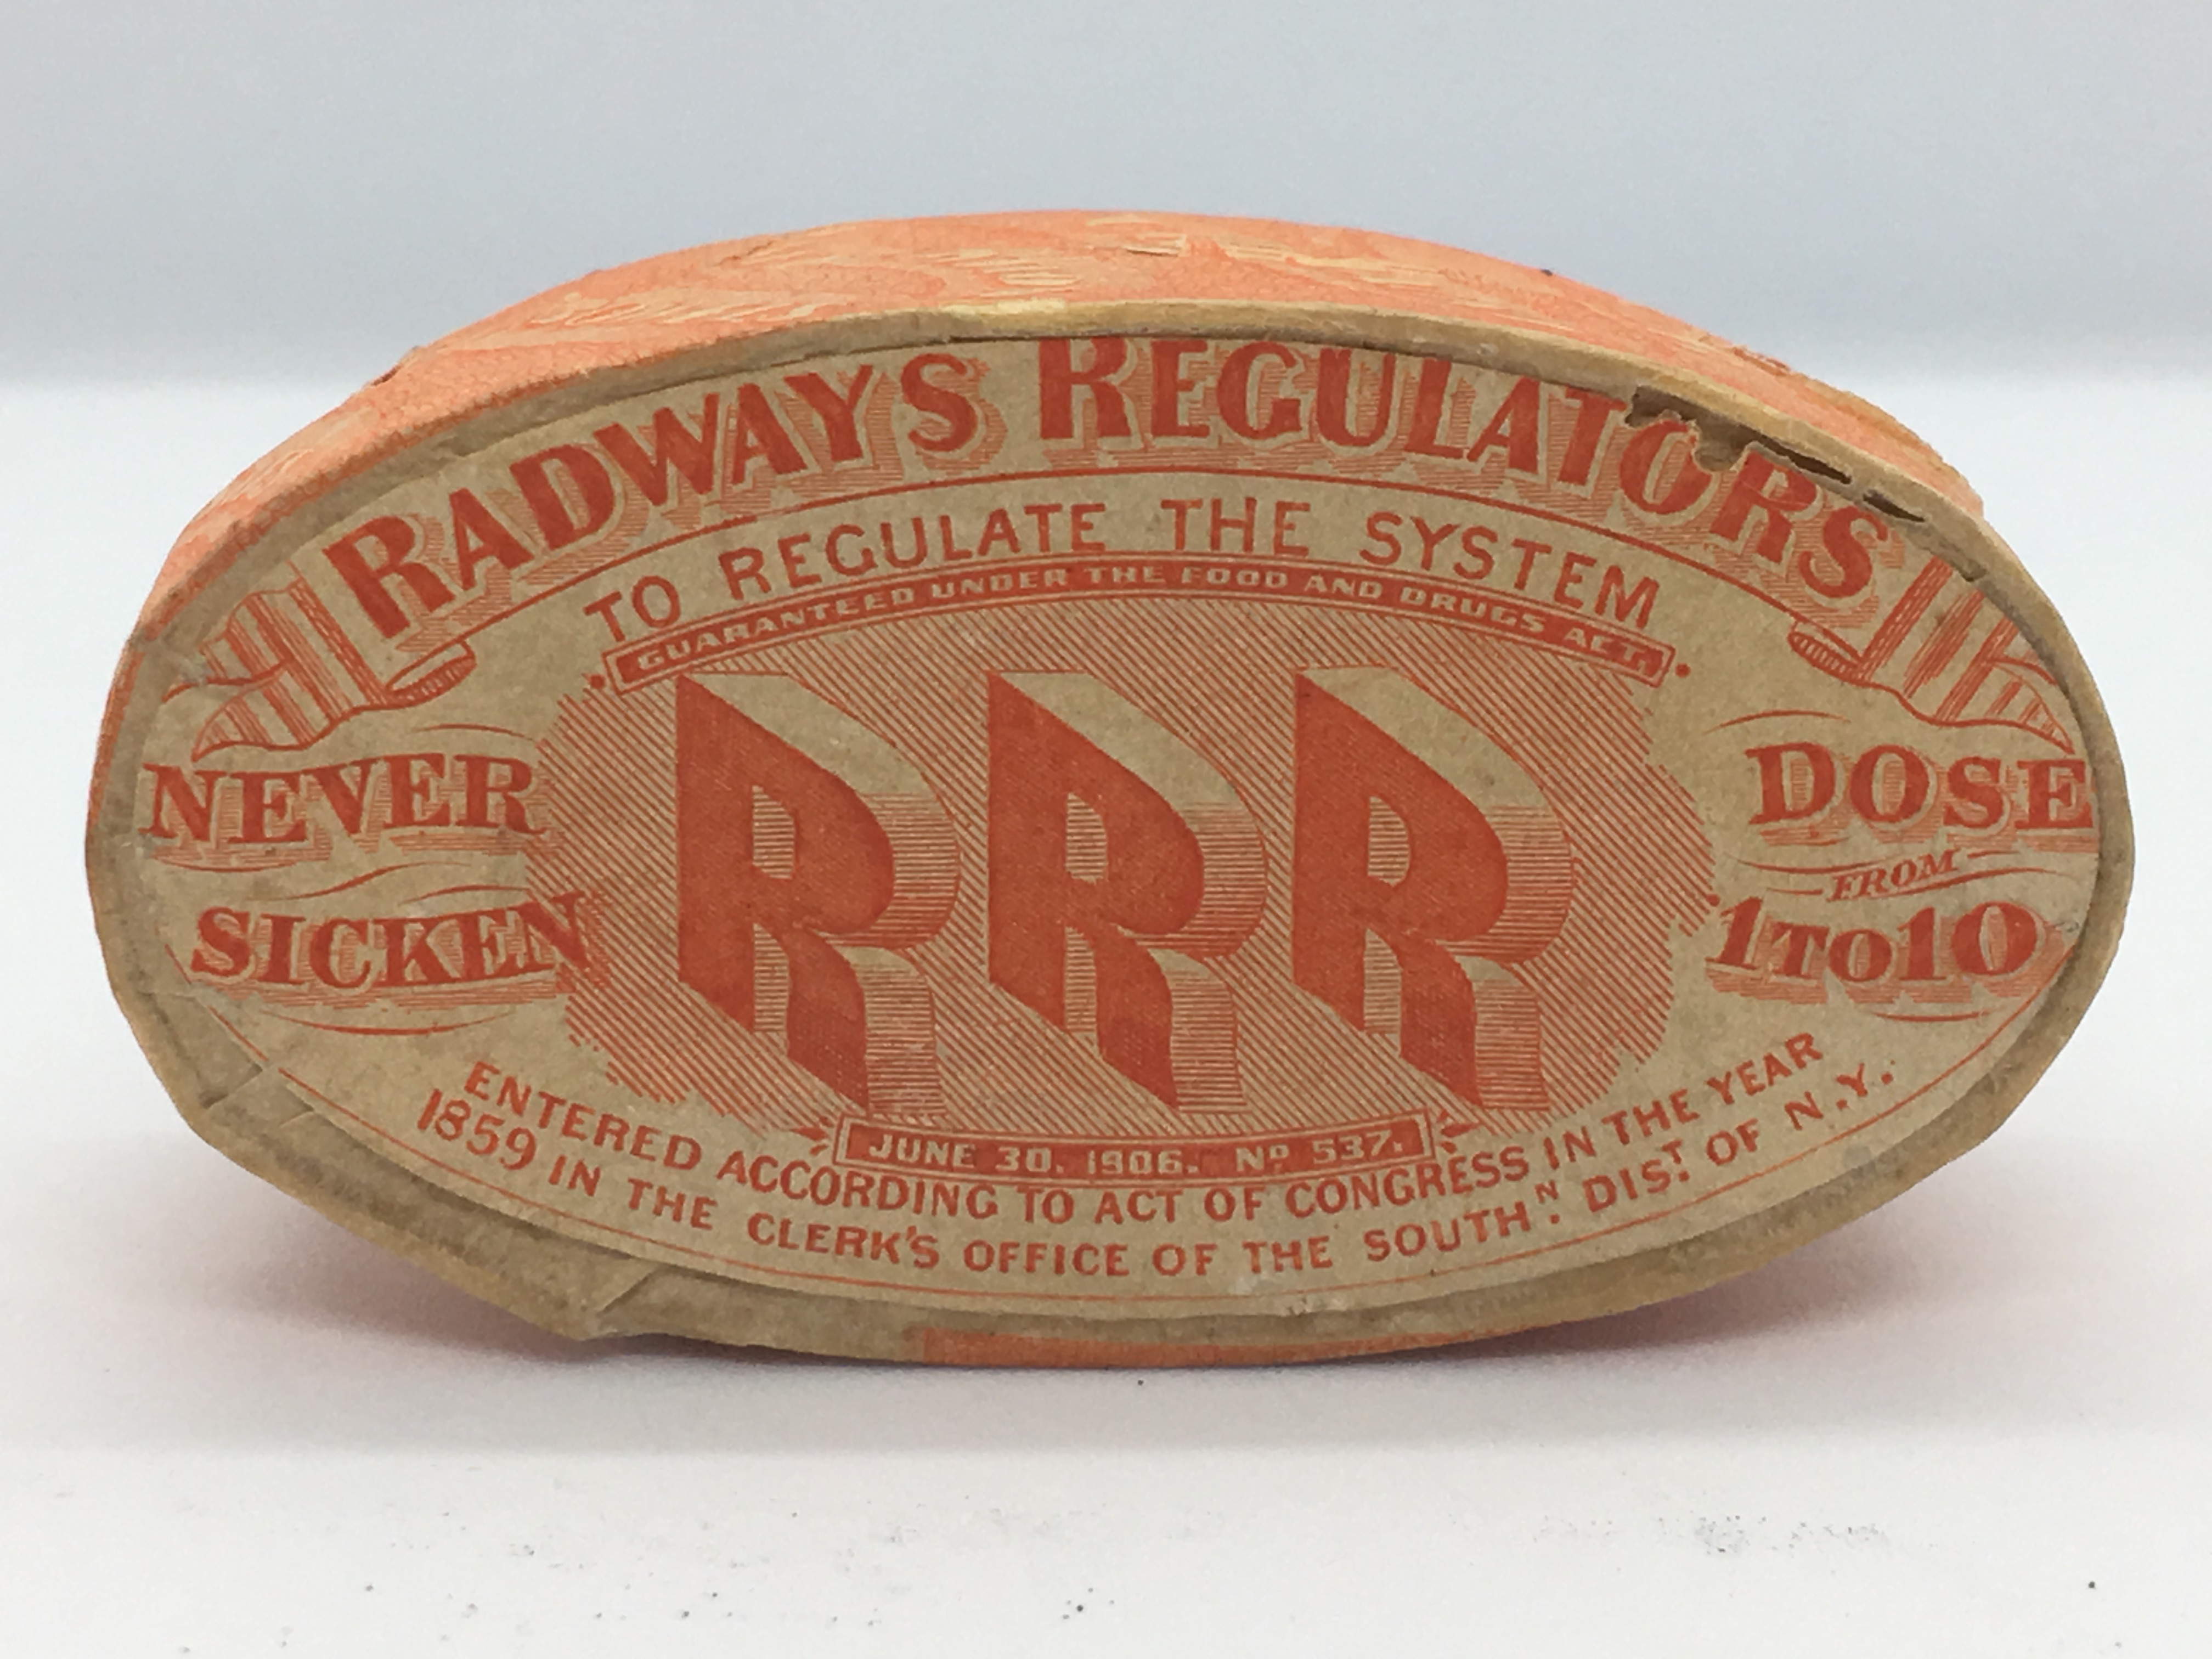 RADWAYS REGULATORS
TO REGULATE THE SYSTEM
GUARANTEED UNDER THE FOOD AND DRUGS ACT.
NEVER
SICKEN
RRR
DOSE
FROM
1 TO 10
JUNE 30. 1906. No 537.
ENTERED ACCORDING TO ACT OF CONGRESS IN THE YEAR
1859 IN THE CLERK'S OFFICE OF THE SOUTHN. DIST. OF N.Y.